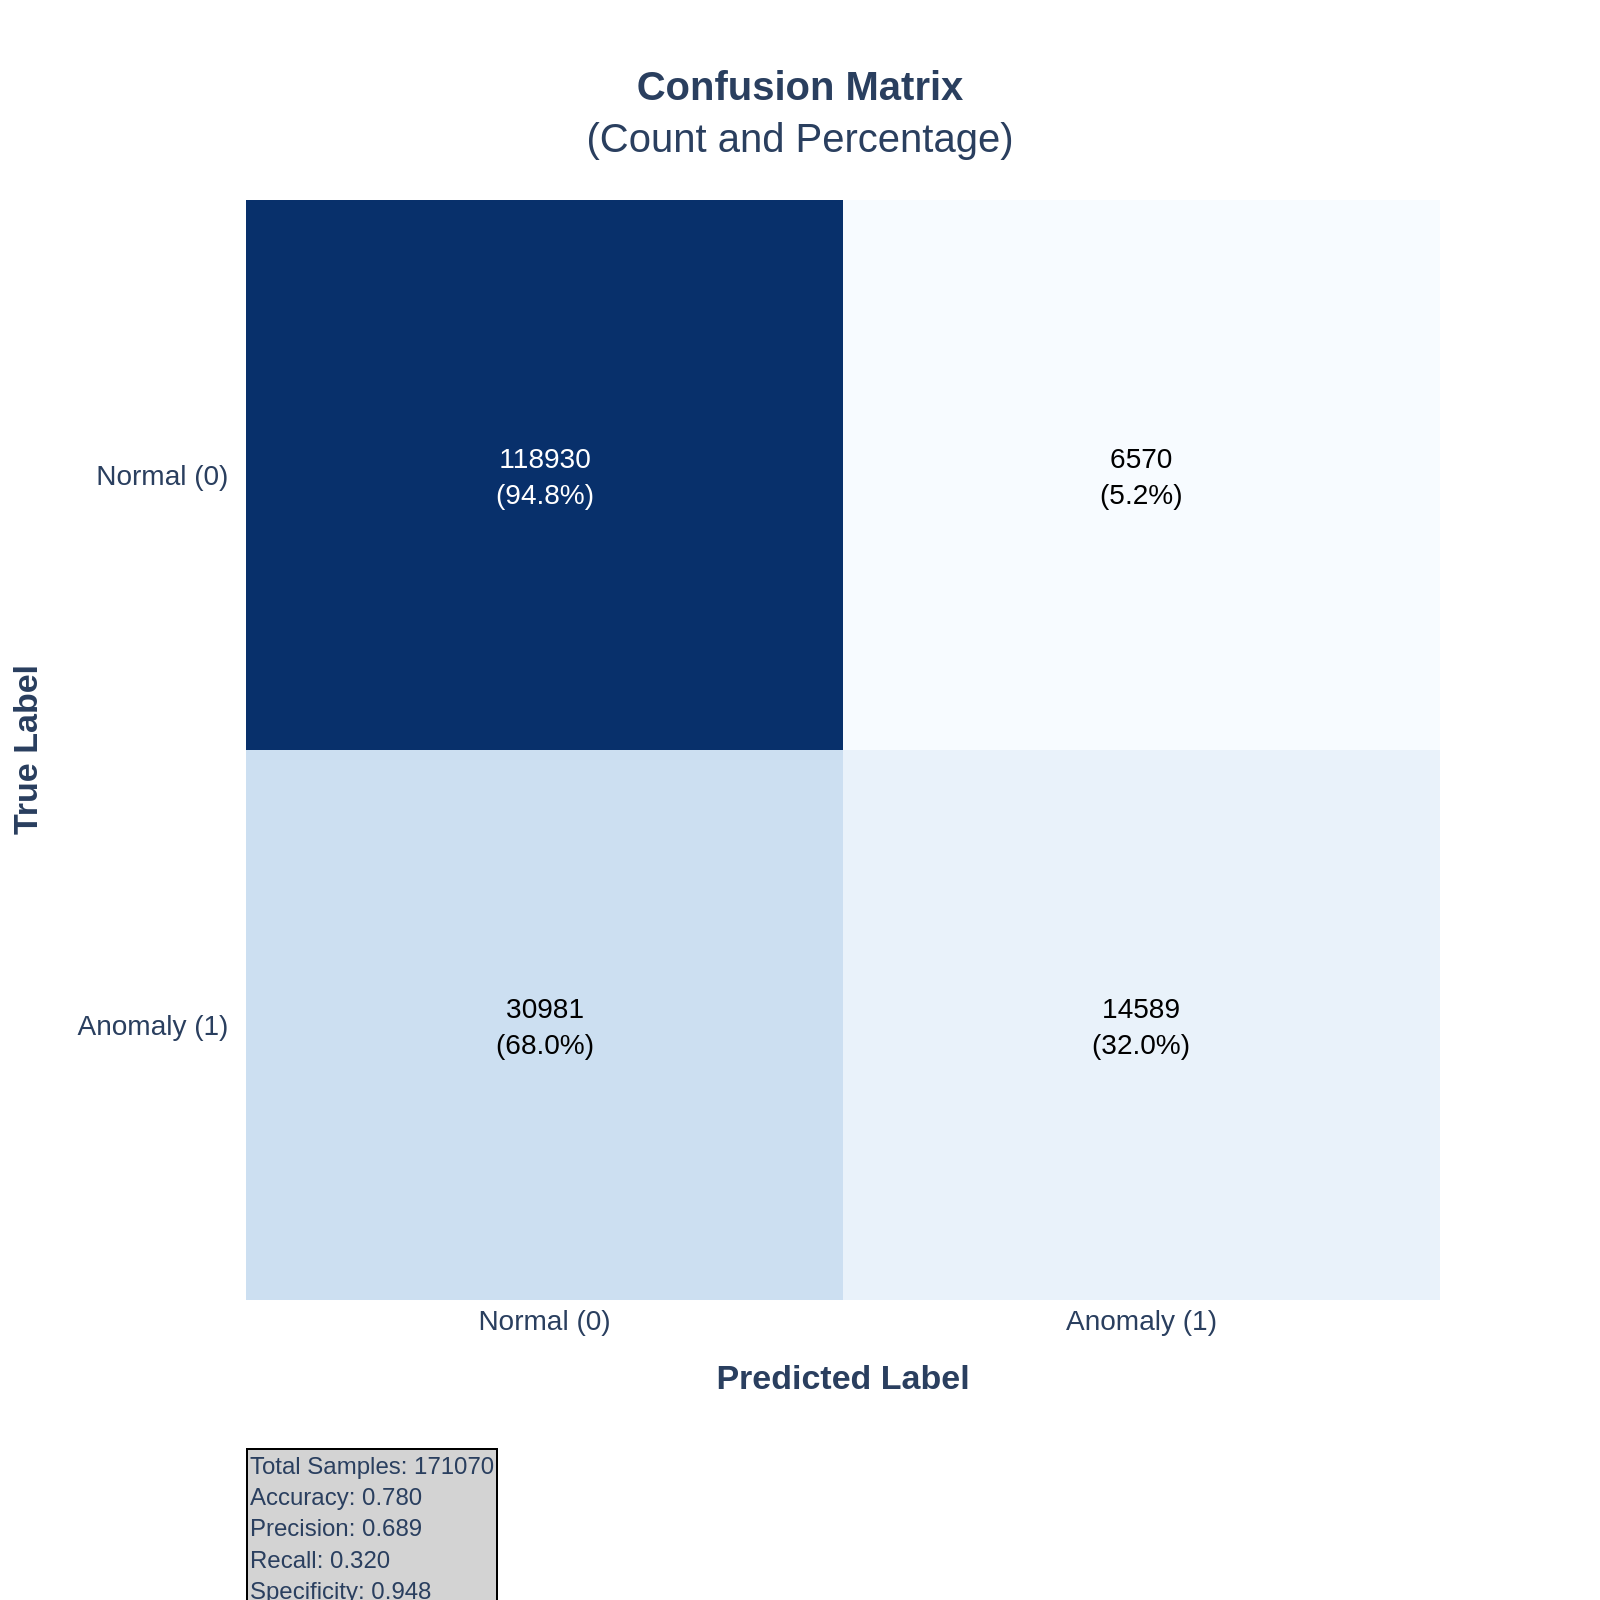 Confusion Matrix
(Count and Percentage)
118930
(94.8%)
6570
(5.2%)
Normal (0)
True Label
30981
(68.0%)
14589
(32.0%)
Anomaly (1)
Normal (0)
Anomaly (1)
Predicted Label
Total Samples: 171070
Accuracy: 0.780
Precision: 0.689
Recall: 0.320
Specificity: 0.948